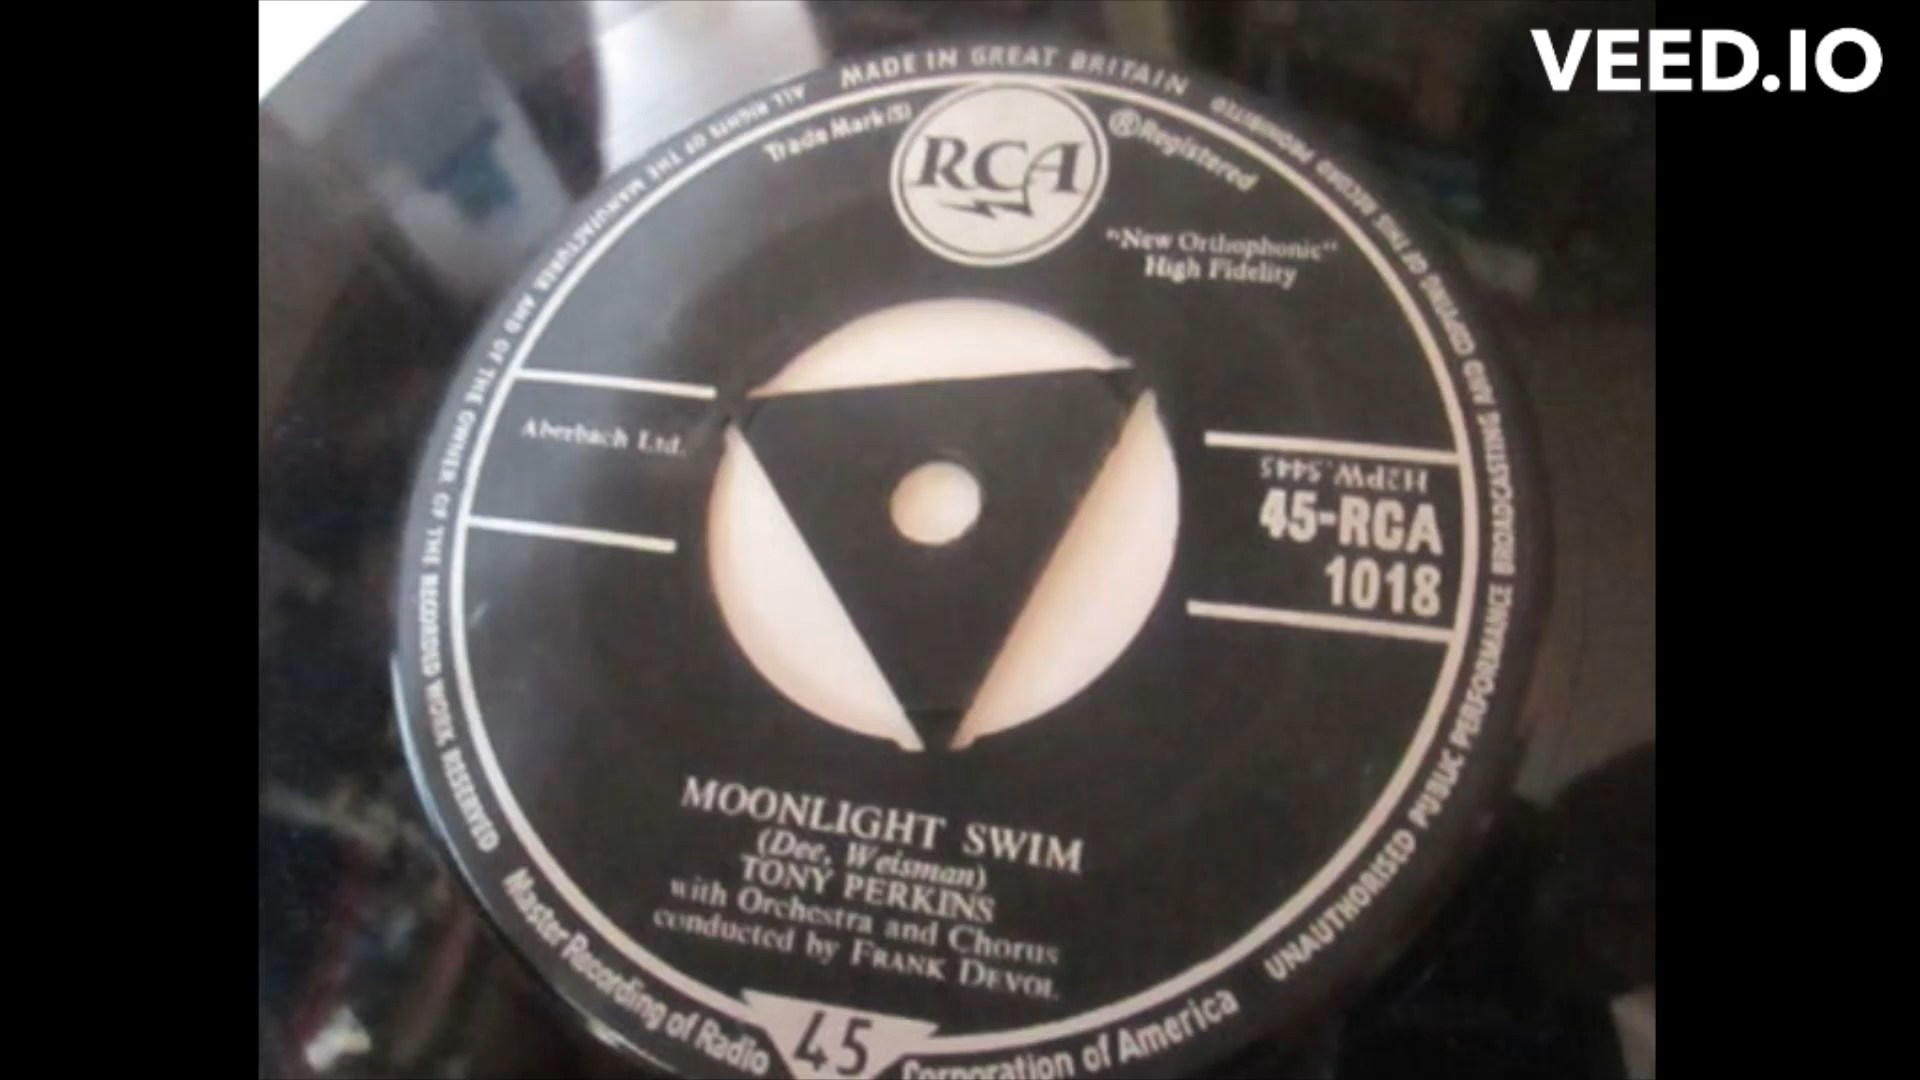 VEED.IO
MADE IN GREAT BRITAIN
ALL RIGHTS OF THE MANUFACTURER AND OF THE OWNER OF THE RECORDED WORK RESERVED
UNAUTHORISED PUBLIC PERFORMANCE BROADCASTING AND COPYING OF THIS RECORD PROHIBITED
Trade Mark(S)
RCA
®Registered
"New Orthophonic"
High Fidelity
Aberbach Ltd.
H2PW.5445
45-RCA
1018
MOONLIGHT SWIM
(Dee, Weisman)
TONY PERKINS
with Orchestra and Chorus
conducted by FRANK DEVOL
Master Recording of Radio Corporation of America
45